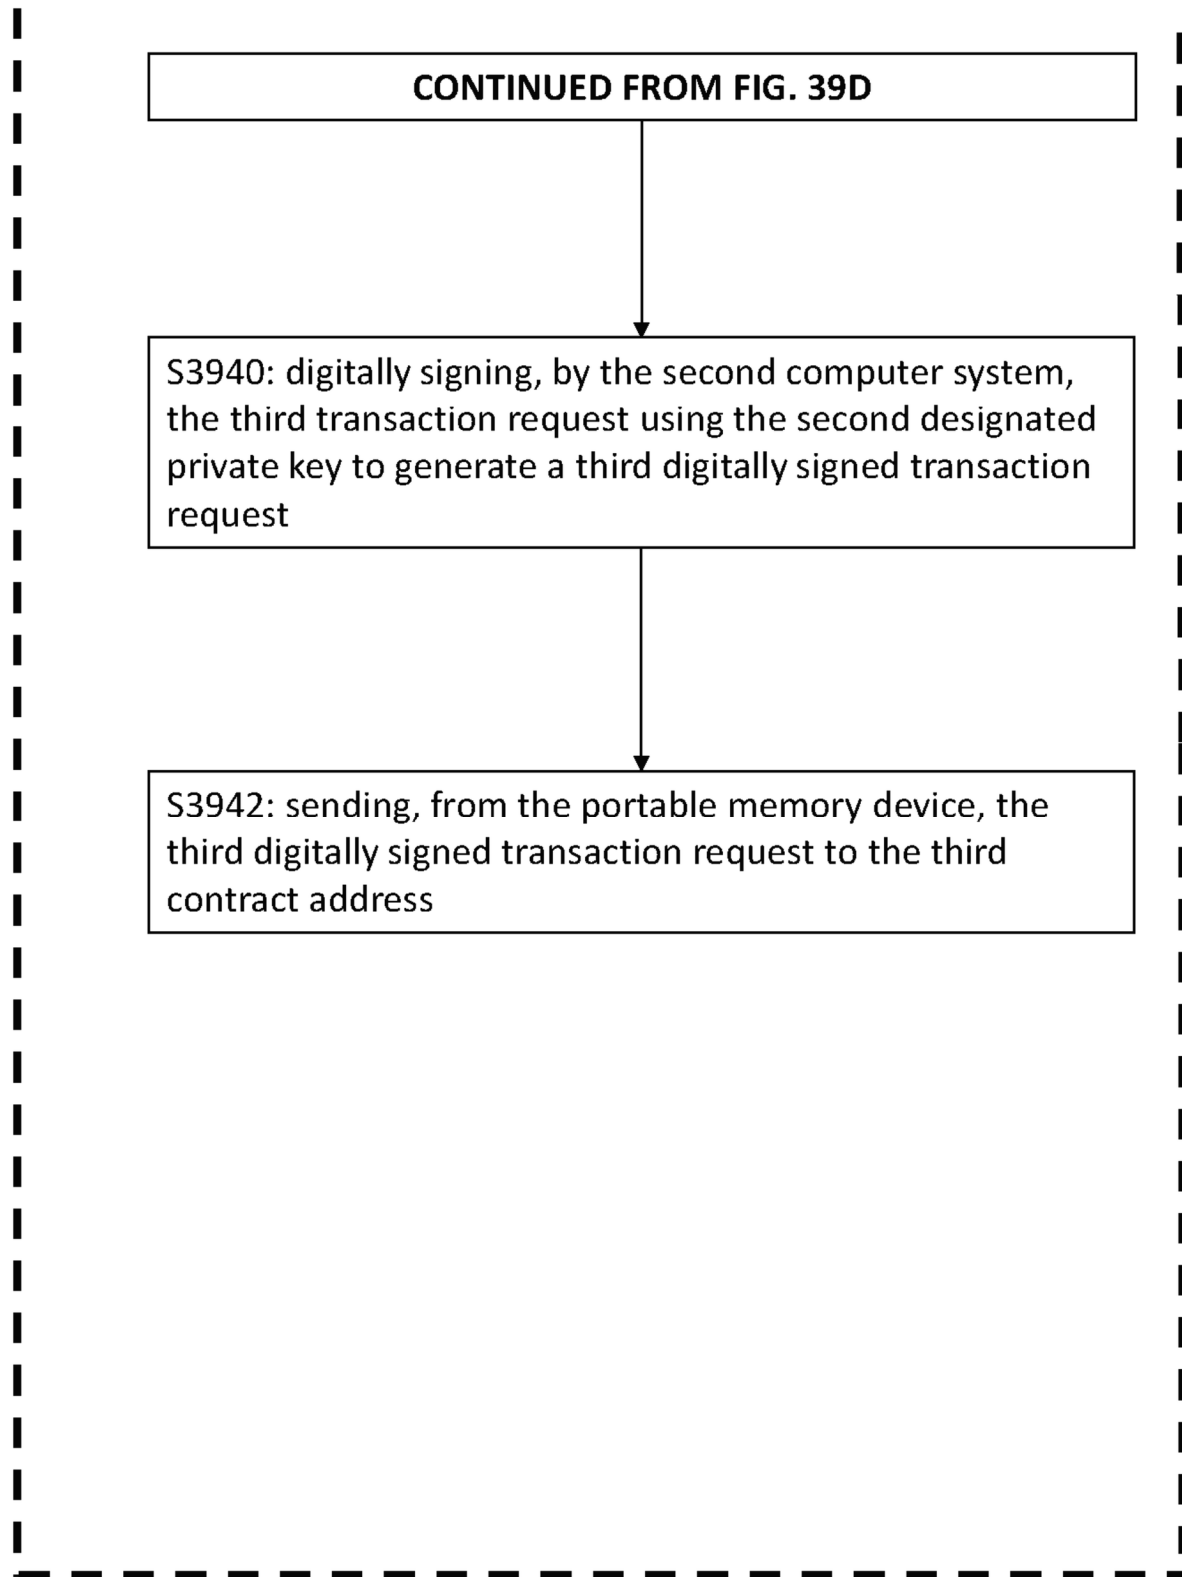 CONTINUED FROM FIG. 39D
S3940: digitally signing, by the second computer system,
the third transaction request using the second designated
private key to generate a third digitally signed transaction
request
S3942: sending, from the portable memory device, the
third digitally signed transaction request to the third
contract address